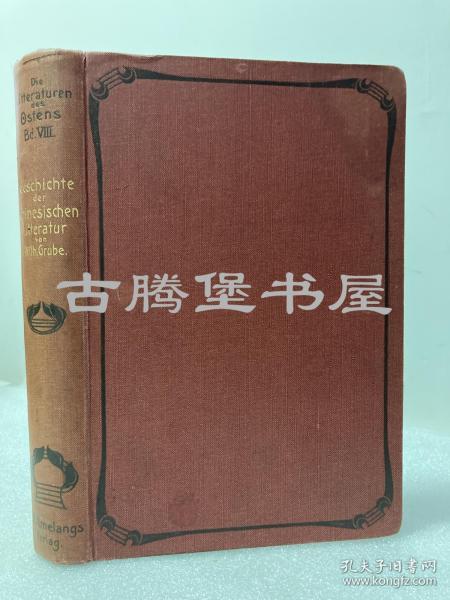 Die
Litteraturen
des
Ostens
Bd. VIII.
Geschichte
der
Chinesischen
Litteratur
von
Wilh. Grube.
Amelangs
Verlag.
古腾堡书屋
孔夫子旧书网
www.kongfz.com